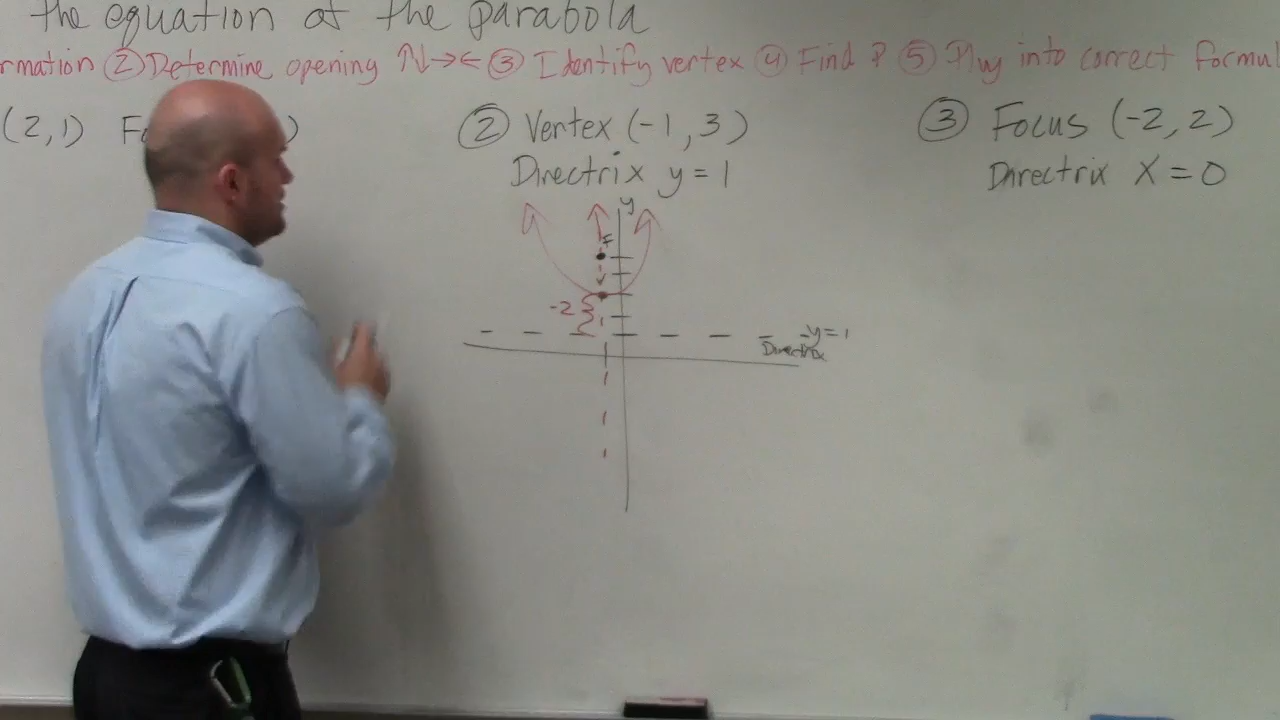 the equation of the parabola
rmation ② Determine opening ↑↓→← ③ Identify vertex ④ Find P ⑤ Plug into correct formul
(2,1) Fo )
② Vertex (-1,3)
Directrix y=1
③ Focus (-2,2)
Directrix X=0
y
F
-2
y=1
Directrix